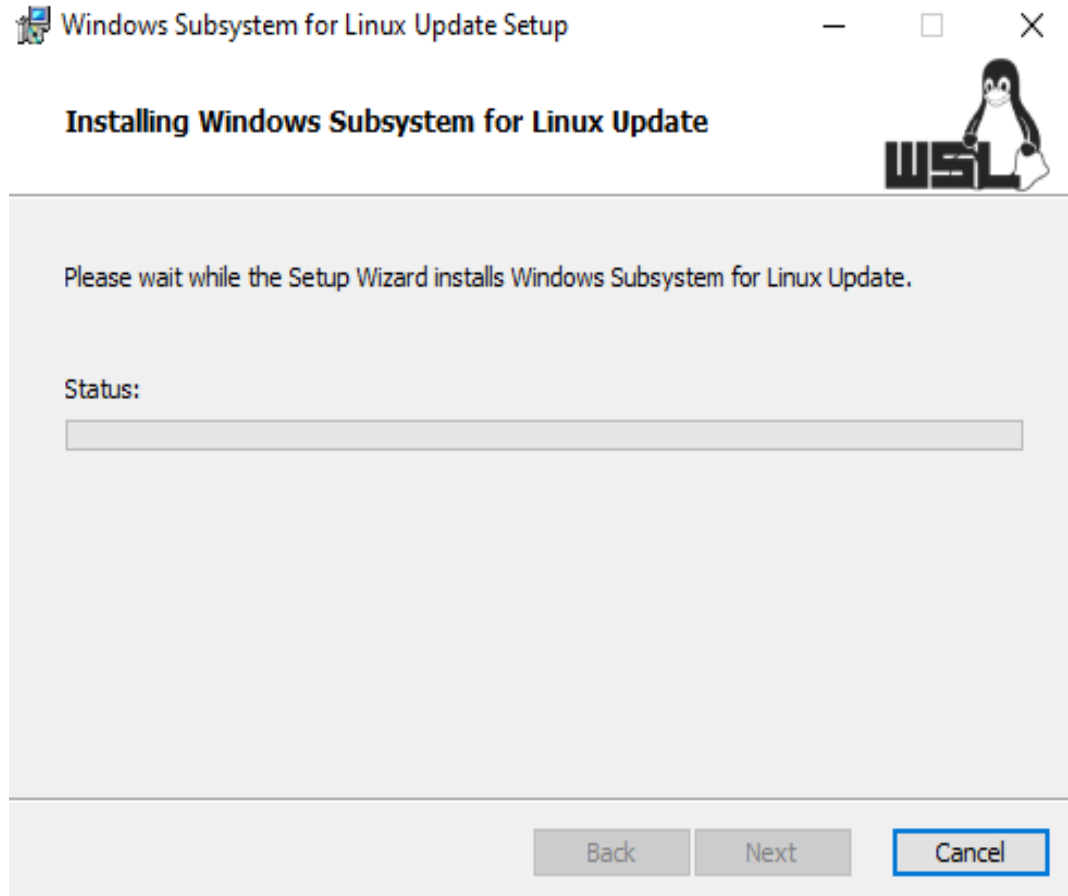 Windows Subsystem for Linux Update Setup
Installing Windows Subsystem for Linux Update
WSL
Please wait while the Setup Wizard installs Windows Subsystem for Linux Update.
Status:
Back Next Cancel